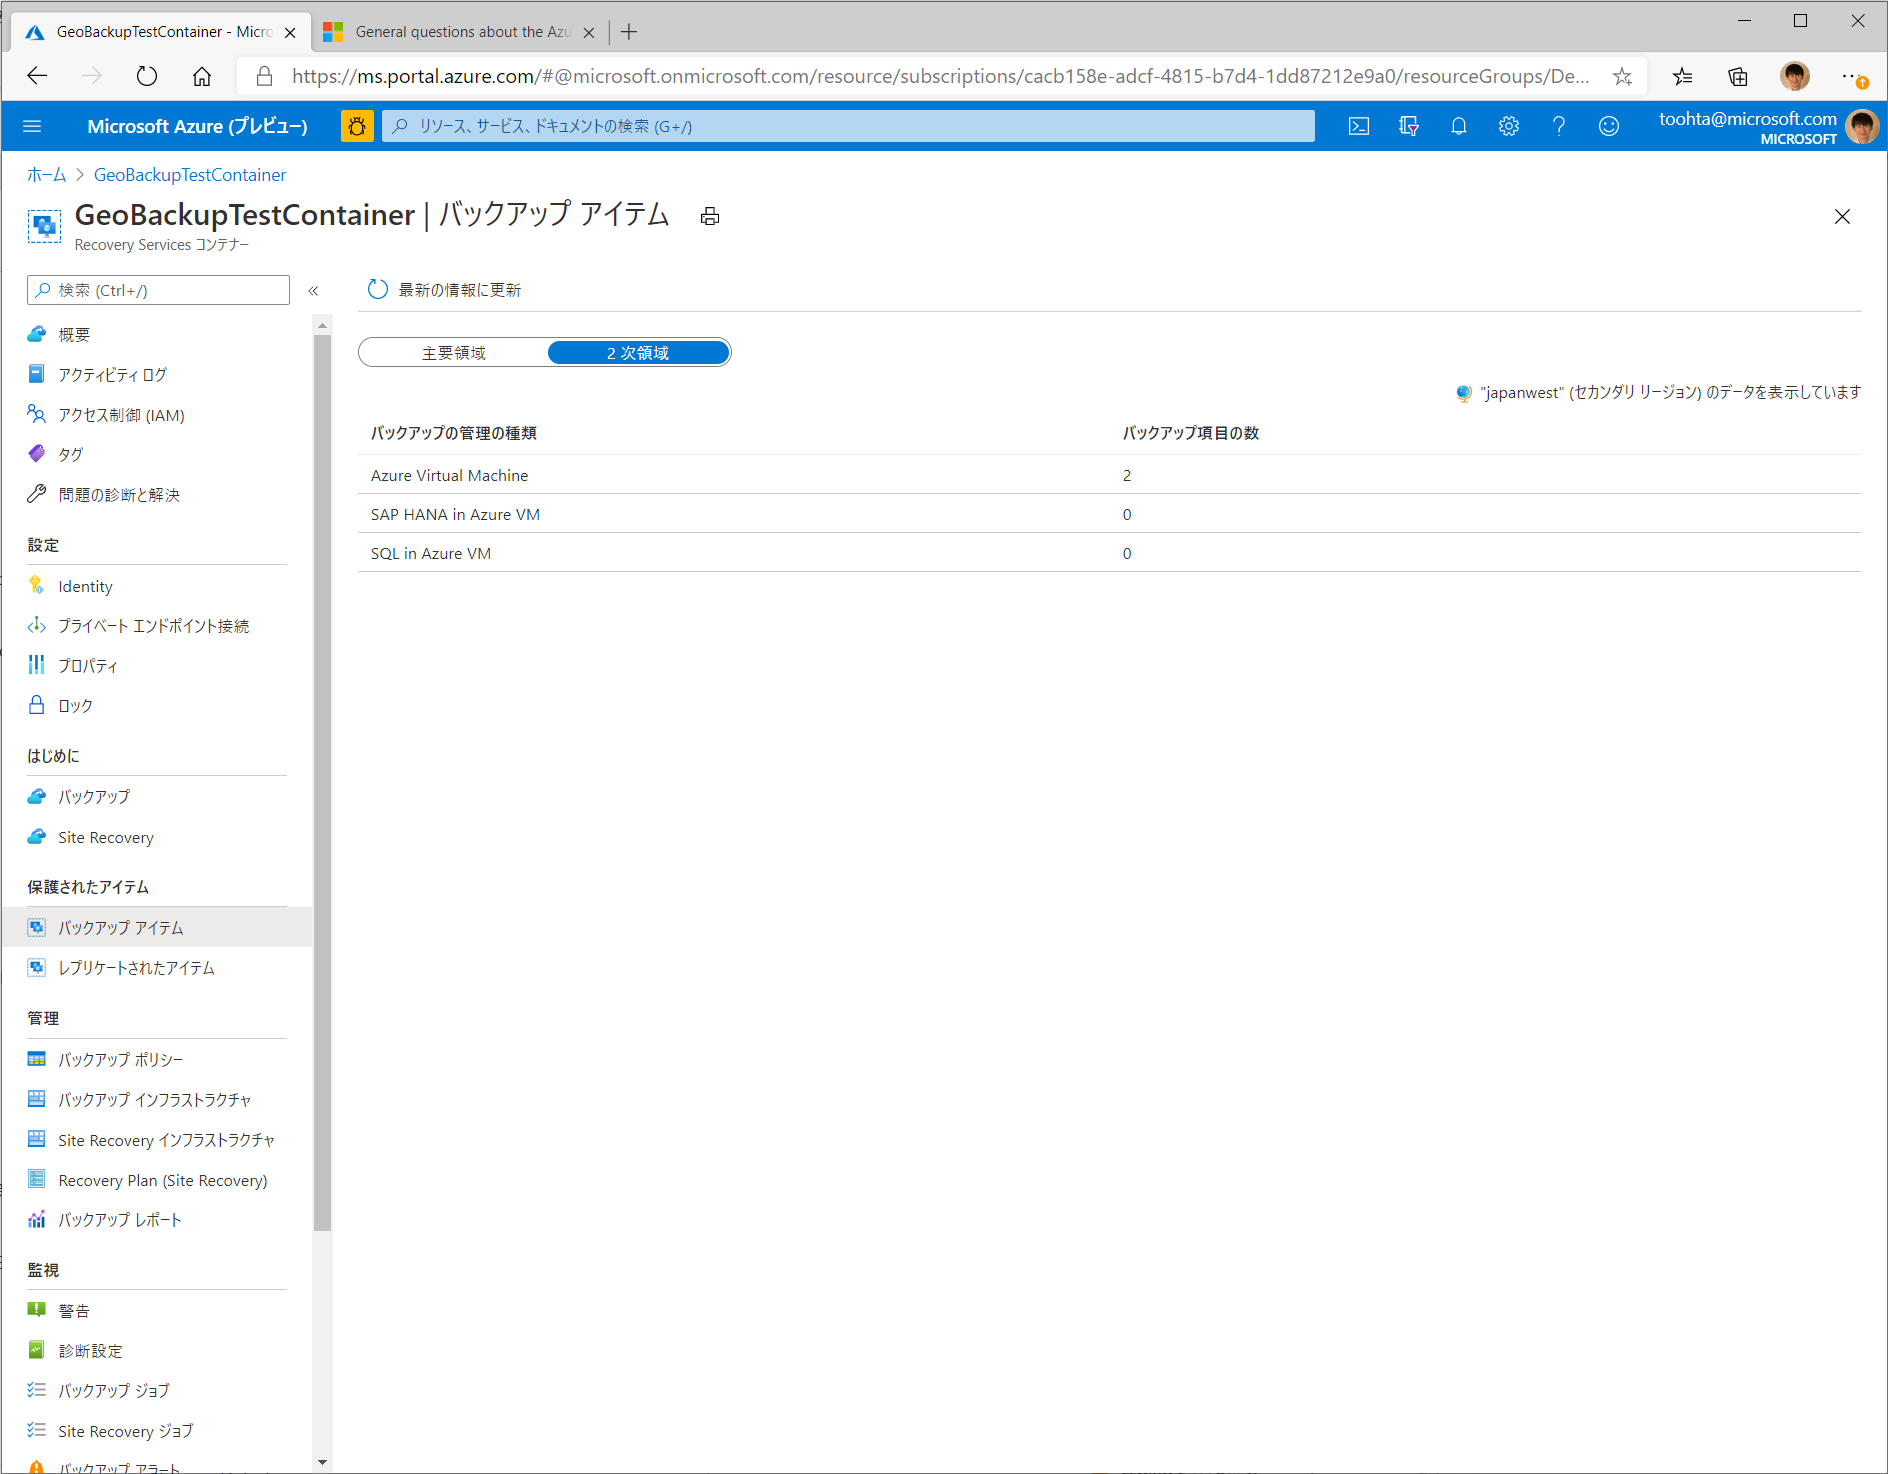 GeoBackupTestContainer - Micro
General questions about the Azu
https://ms.portal.azure.com/#@microsoft.onmicrosoft.com/resource/subscriptions/cacb158e-adcf-4815-b7d4-1dd87212e9a0/resourceGroups/De...
Microsoft Azure (プレビュー)
リソース、サービス、ドキュメントの検索 (G+/)
toohta@microsoft.com
MICROSOFT
ホーム > GeoBackupTestContainer
GeoBackupTestContainer | バックアップ アイテム
Recovery Services コンテナー
検索 (Ctrl+/)
«
概要
アクティビティ ログ
アクセス制御 (IAM)
タグ
問題の診断と解決
設定
Identity
プライベート エンドポイント接続
プロパティ
ロック
はじめに
バックアップ
Site Recovery
保護されたアイテム
バックアップ アイテム
レプリケートされたアイテム
管理
バックアップ ポリシー
バックアップ インフラストラクチャ
Site Recovery インフラストラクチャ
Recovery Plan (Site Recovery)
バックアップ レポート
監視
警告
診断設定
バックアップ ジョブ
Site Recovery ジョブ
バックアップ アラート
最新の情報に更新
主要領域
2 次領域
"japanwest" (セカンダリ リージョン) のデータを表示しています
バックアップの管理の種類 バックアップ項目の数
Azure Virtual Machine 2
SAP HANA in Azure VM 0
SQL in Azure VM 0